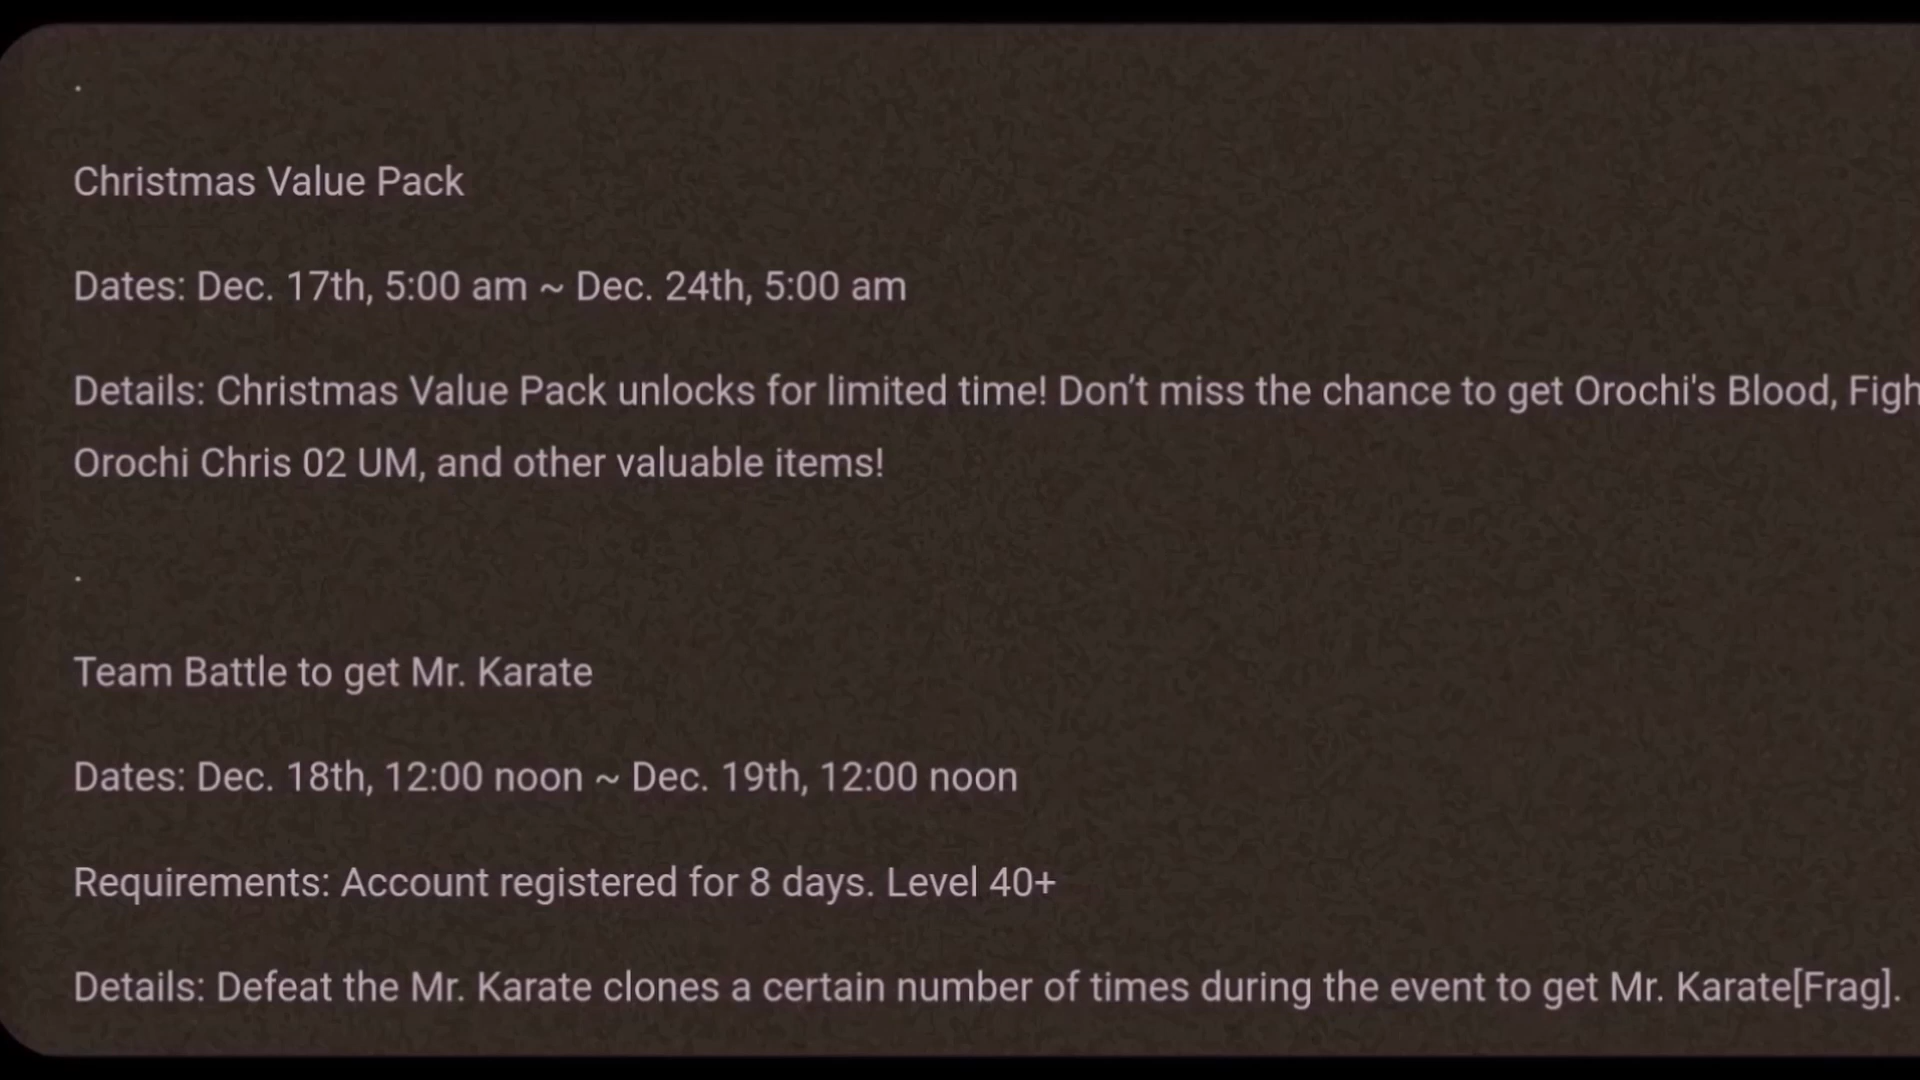 .
Christmas Value Pack
Dates: Dec. 17th, 5:00 am ~ Dec. 24th, 5:00 am
Details: Christmas Value Pack unlocks for limited time! Don’t miss the chance to get Orochi's Blood,
Orochi Chris 02 UM, and other valuable items!
.
Team Battle to get Mr. Karate
Dates: Dec. 18th, 12:00 noon ~ Dec. 19th, 12:00 noon
Requirements: Account registered for 8 days. Level 40+
Details: Defeat the Mr. Karate clones a certain number of times during the event to get Mr. Karate[Frag].